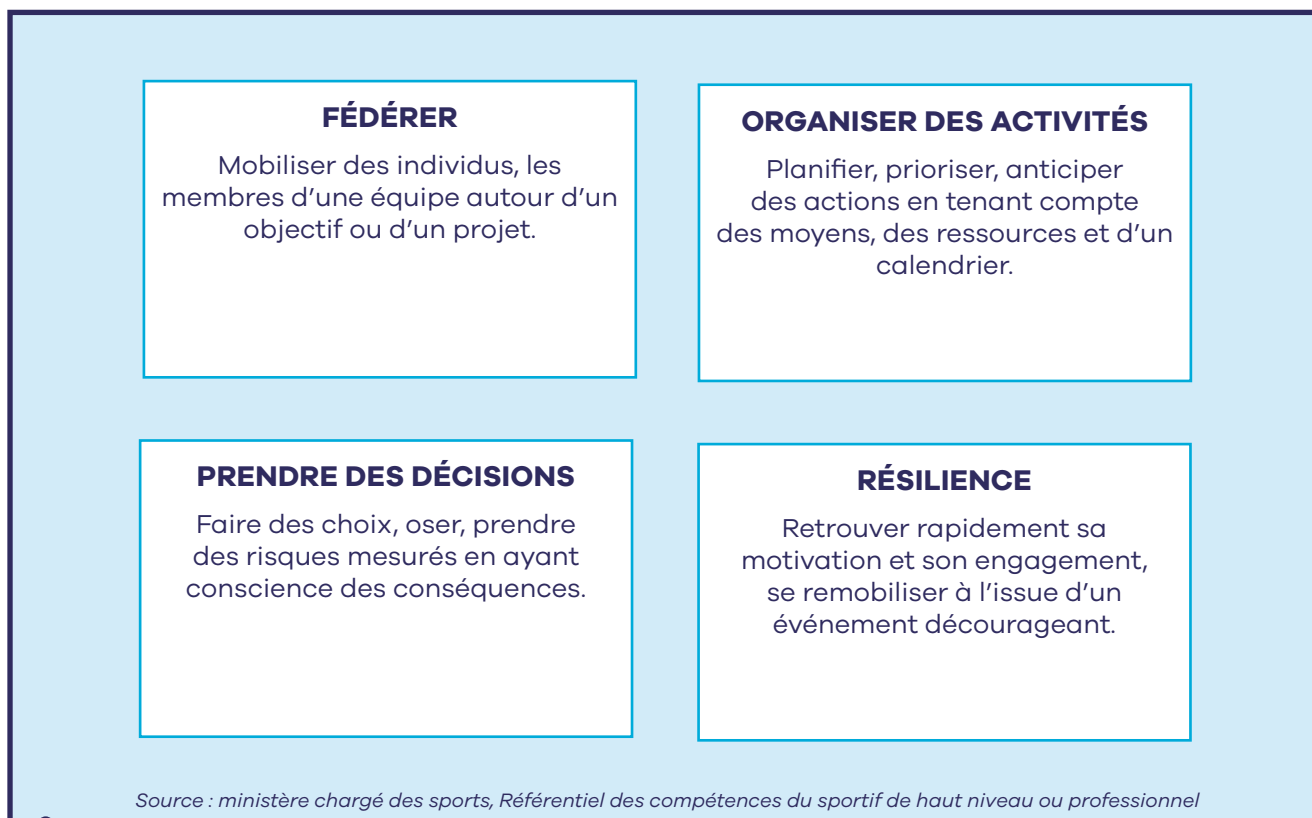 FÉDÉRER
Mobiliser des individus, les
membres d’une équipe autour d’un
objectif ou d’un projet.
ORGANISER DES ACTIVITÉS
Planifier, prioriser, anticiper
des actions en tenant compte
des moyens, des ressources et d’un
calendrier.
PRENDRE DES DÉCISIONS
Faire des choix, oser, prendre
des risques mesurés en ayant
conscience des conséquences.
RÉSILIENCE
Retrouver rapidement sa
motivation et son engagement,
se remobiliser à l’issue d’un
événement décourageant.
Source : ministère chargé des sports, Référentiel des compétences du sportif de haut niveau ou professionnel